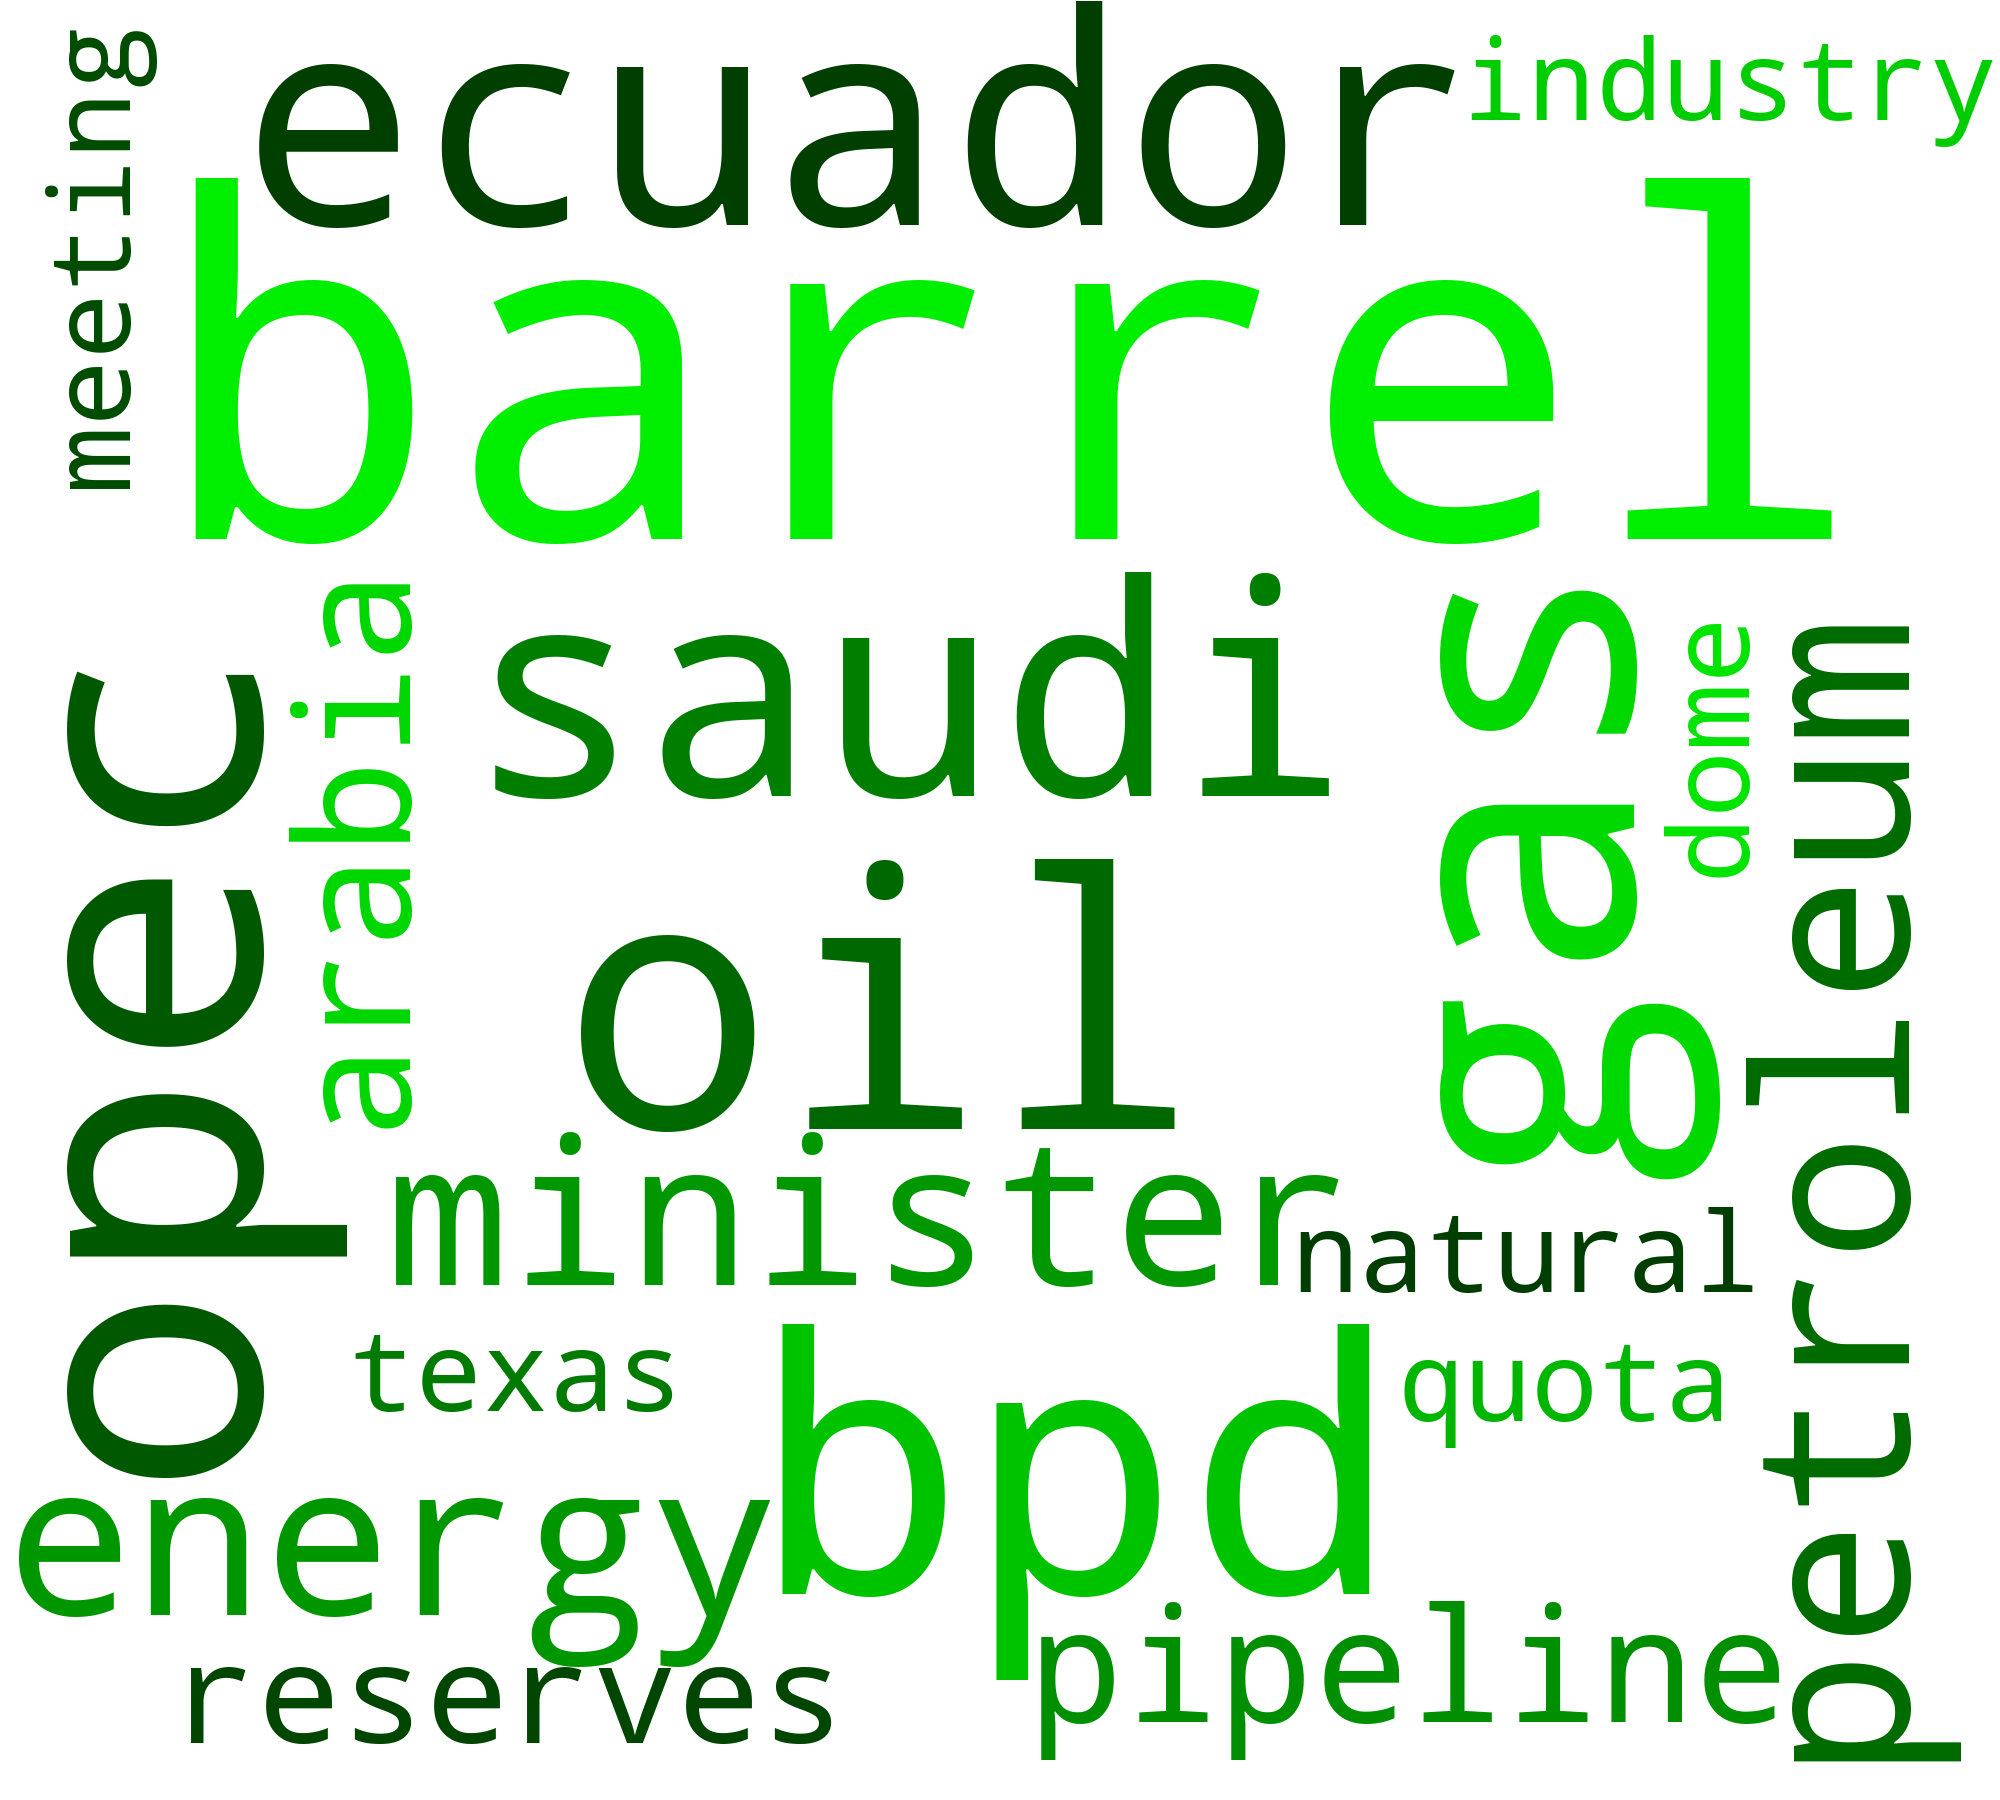 meeting
ecuador
industry
barrel
opec
arabia
saudi
gas
dome
petroleum
oil
minister
natural
texas
bpd
quota
energy
pipeline
reserves